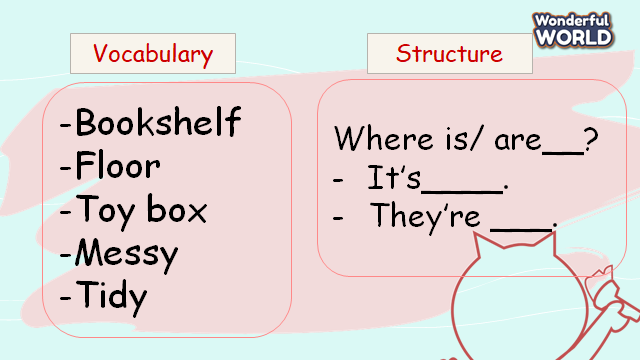 Wonderful
WORLD
Vocabulary
-Bookshelf
-Floor
-Toy box
-Messy
-Tidy
Structure
Where is/ are__?
- It's____.
- They're ___.